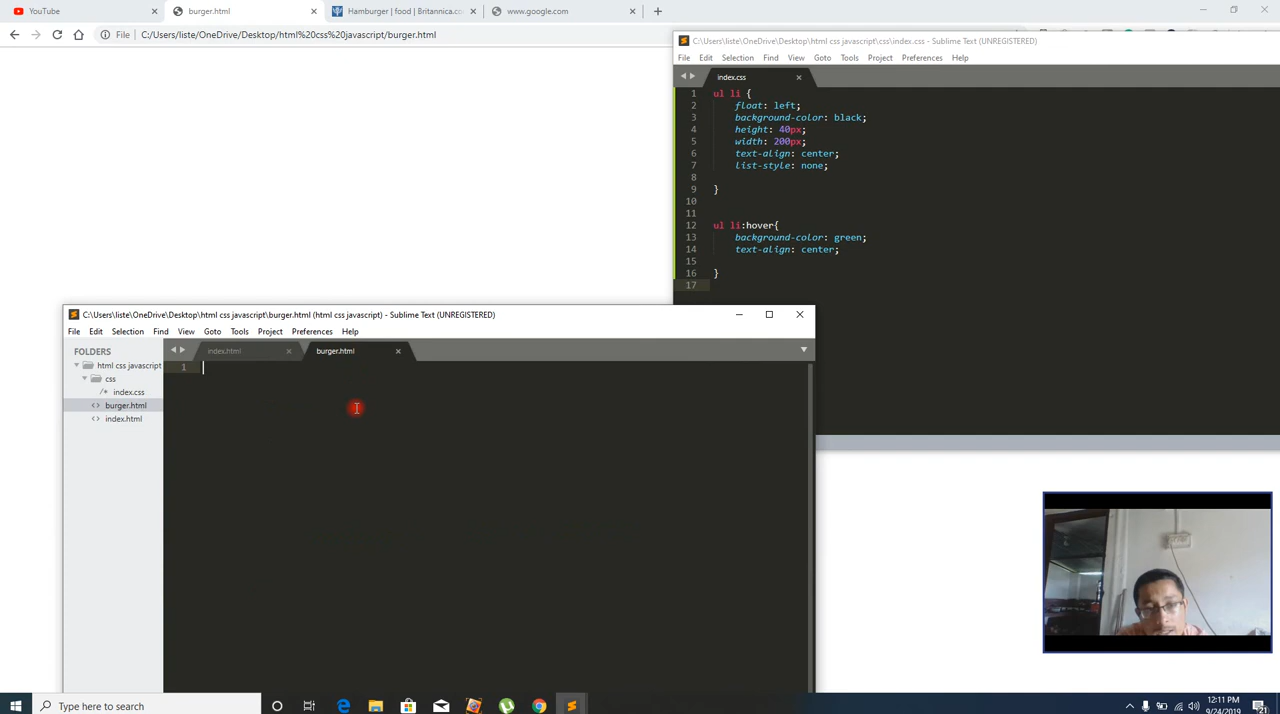 YouTube
burger.html
Hamburger | food | Britannica.co
www.google.com
File
C:/Users/liste/OneDrive/Desktop/html%20css%20javascript/burger.html
C:\Users\liste\OneDrive\Desktop\html css javascript\css\index.css - Sublime Text (UNREGISTERED)
File Edit Selection Find View Goto Tools Project Preferences Help
index.css
1 ul li {
2 float: left;
3 background-color: black;
4 height: 40px;
5 width: 200px;
6 text-align: center;
7 list-style: none;
8
9 }
10
11
12 ul li:hover{
13 background-color: green;
14 text-align: center;
15
16 }
17
C:\Users\liste\OneDrive\Desktop\html css javascript\burger.html (html css javascript) - Sublime Text (UNREGISTERED)
File Edit Selection Find View Goto Tools Project Preferences Help
FOLDERS
html css javascript
css
/* index.css
<> burger.html
<> index.html
index.html
burger.html
1
Type here to search
12:11 PM
9/24/2019
21